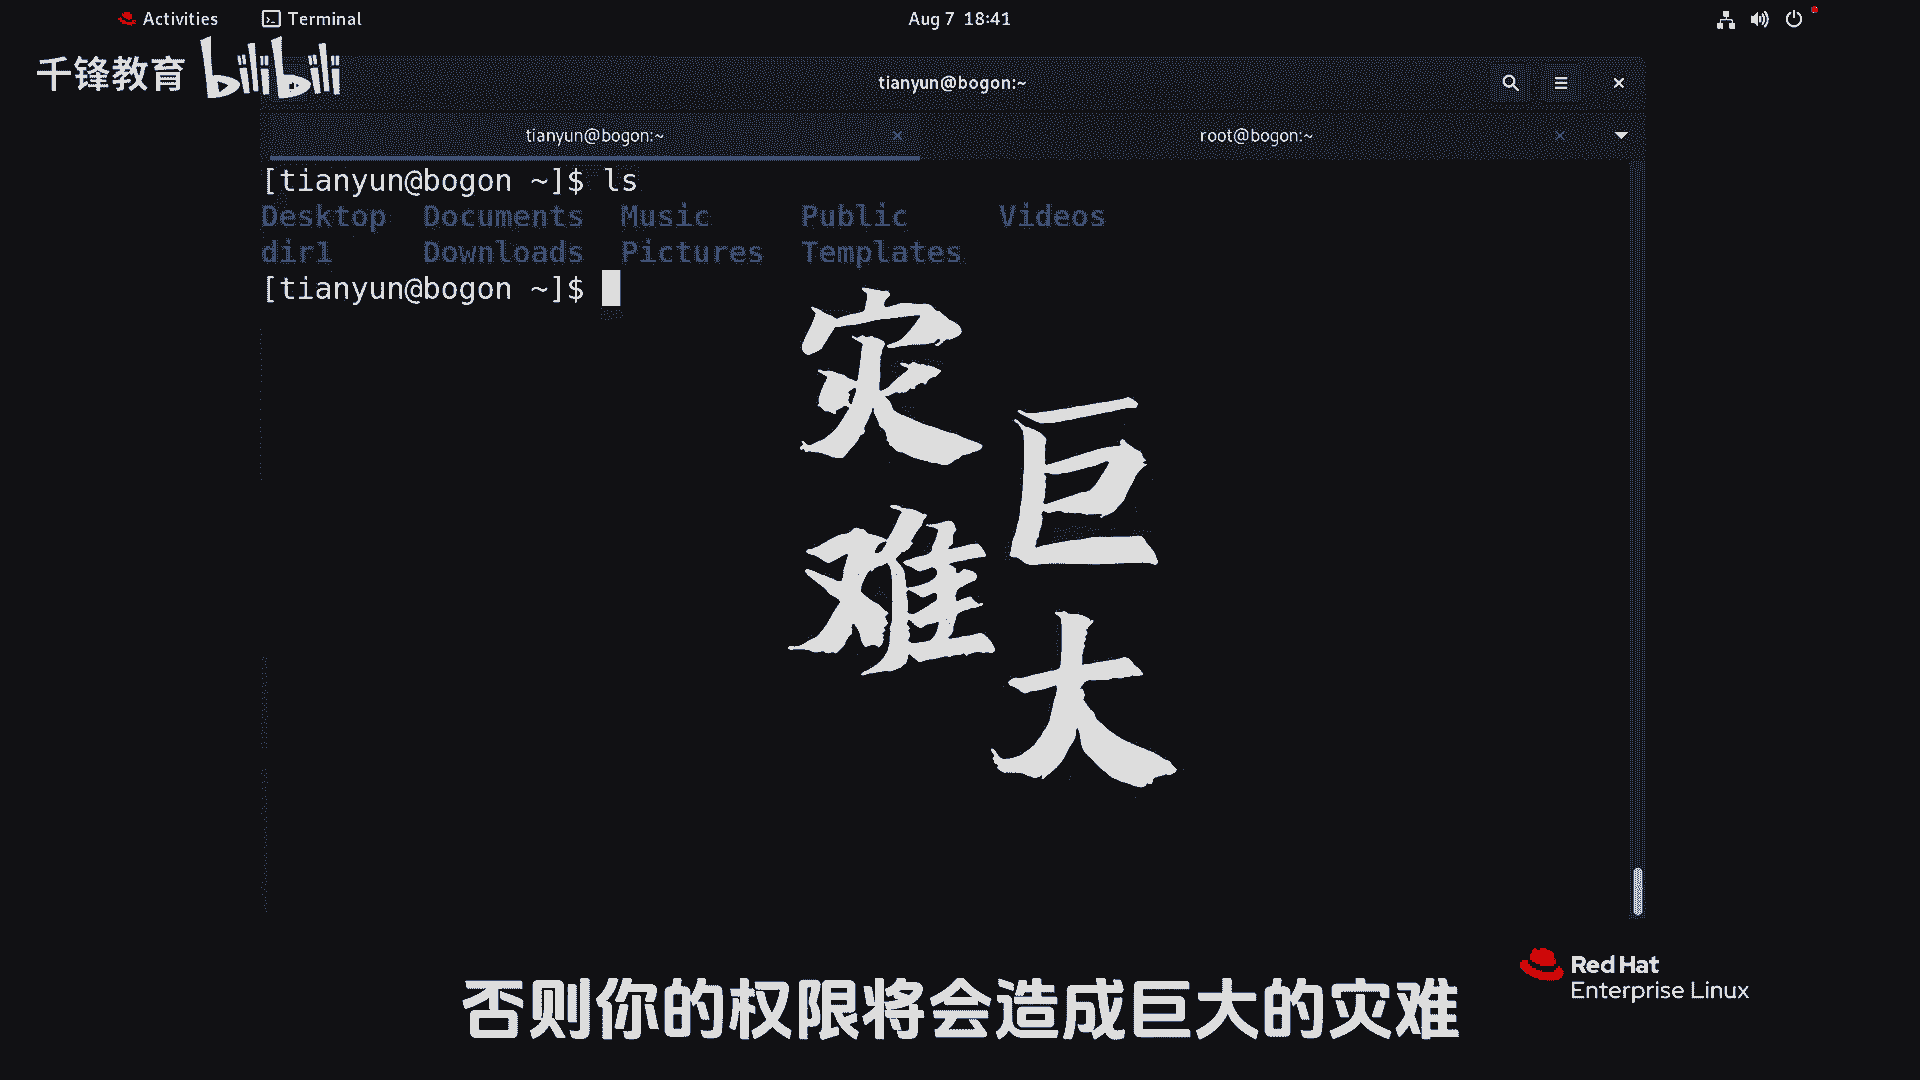 Activities Terminal Aug 7 18:41
千锋教育 bilibili
tianyun@bogon:~
tianyun@bogon:~ root@bogon:~
[tianyun@bogon ~]$ ls
Desktop Documents Music Public Videos
dir1 Downloads Pictures Templates
[tianyun@bogon ~]$
巨大
灾难
Red Hat
Enterprise Linux
否则你的权限将会造成巨大的灾难